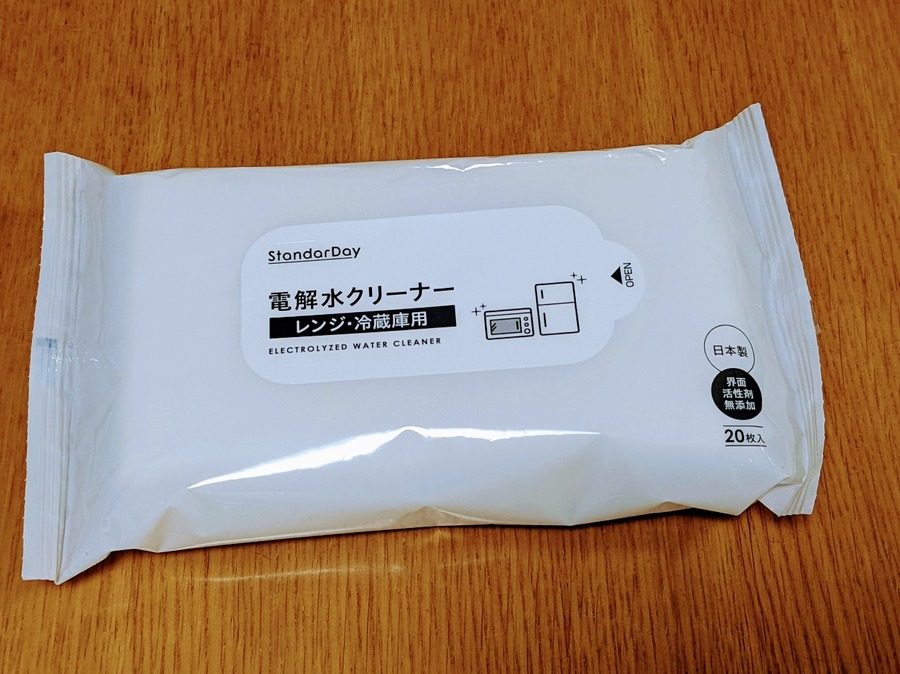 StandarDay
電解水クリーナー
レンジ・冷蔵庫用
ELECTROLYZED WATER CLEANER
OPEN
日本製
界面
活性剤
無添加
20枚入